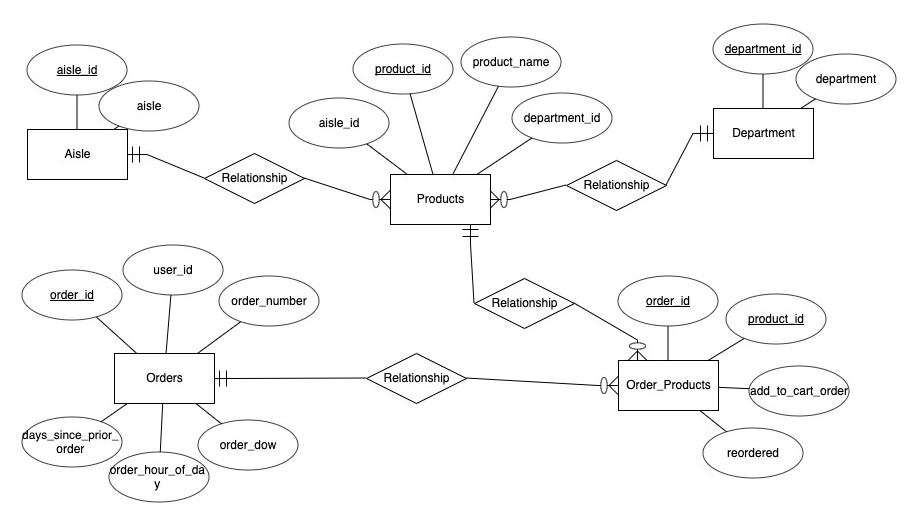 department_id
product_name
aisle_id
product_id
department
aisle
aisle_id
department_id
Department
Aisle
Relationship
Relationship
Products
user_id
order_id
order_number
Relationship
order_id
product_id
Orders
Relationship
Order_Products
add_to_cart_order
days_since_prior_
order
order_dow
reordered
order_hour_of_da
y